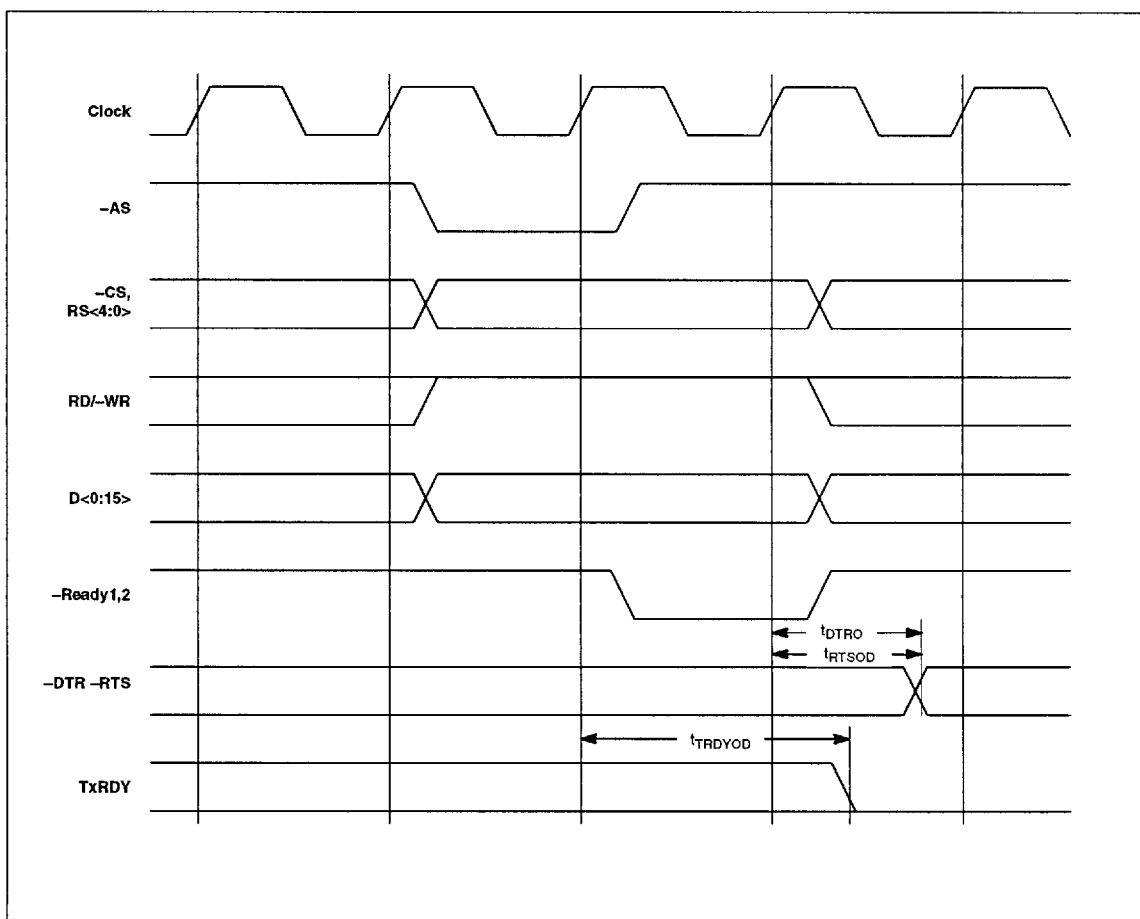 Clock
–AS
–CS,
RS<4:0>
RD/–WR
D<0:15>
–Ready1,2
tDTRO
tRTSOD
–DTR –RTS
tTRDYOD
TxRDY